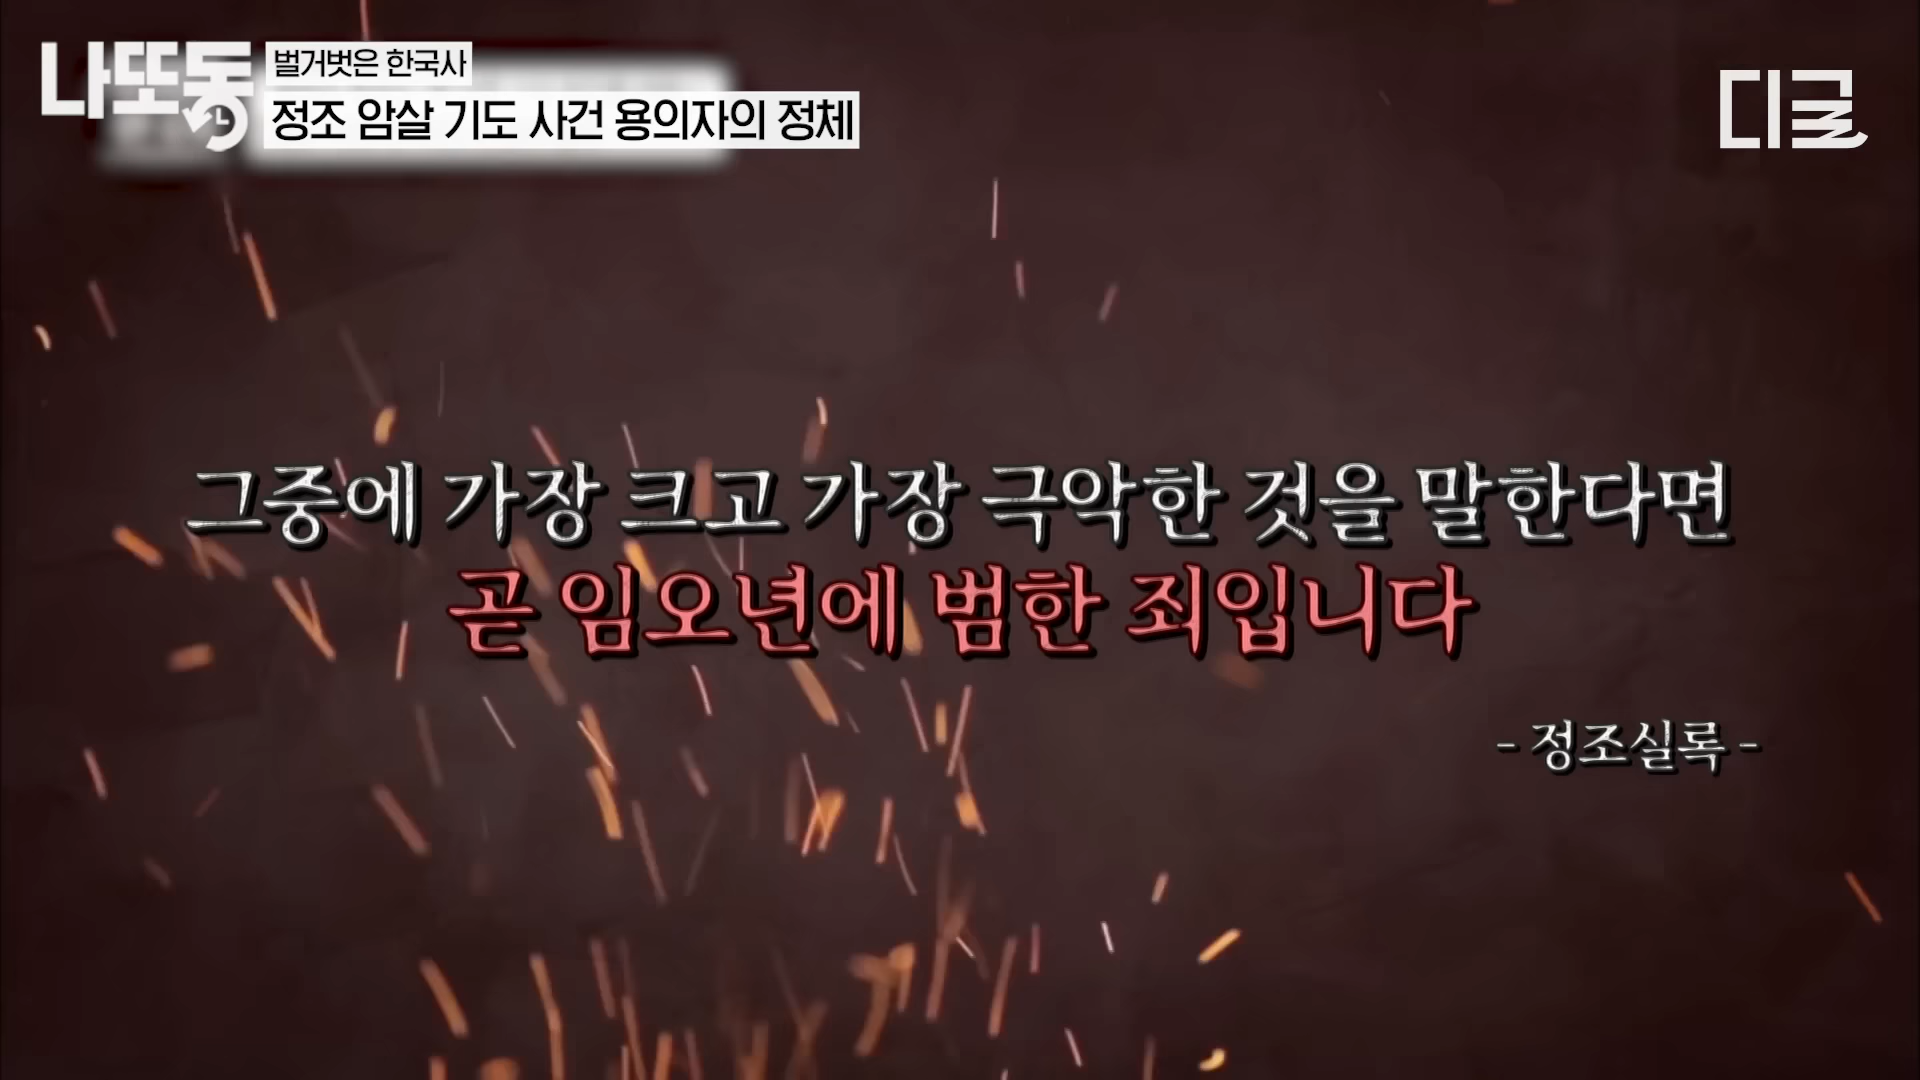 나또동
벌거벗은 한국사
정조 암살 기도 사건 용의자의 정체
디글
그중에 가장 크고 가장 극악한 것을 말한다면
곧 임오년에 범한 죄입니다
- 정조실록 -